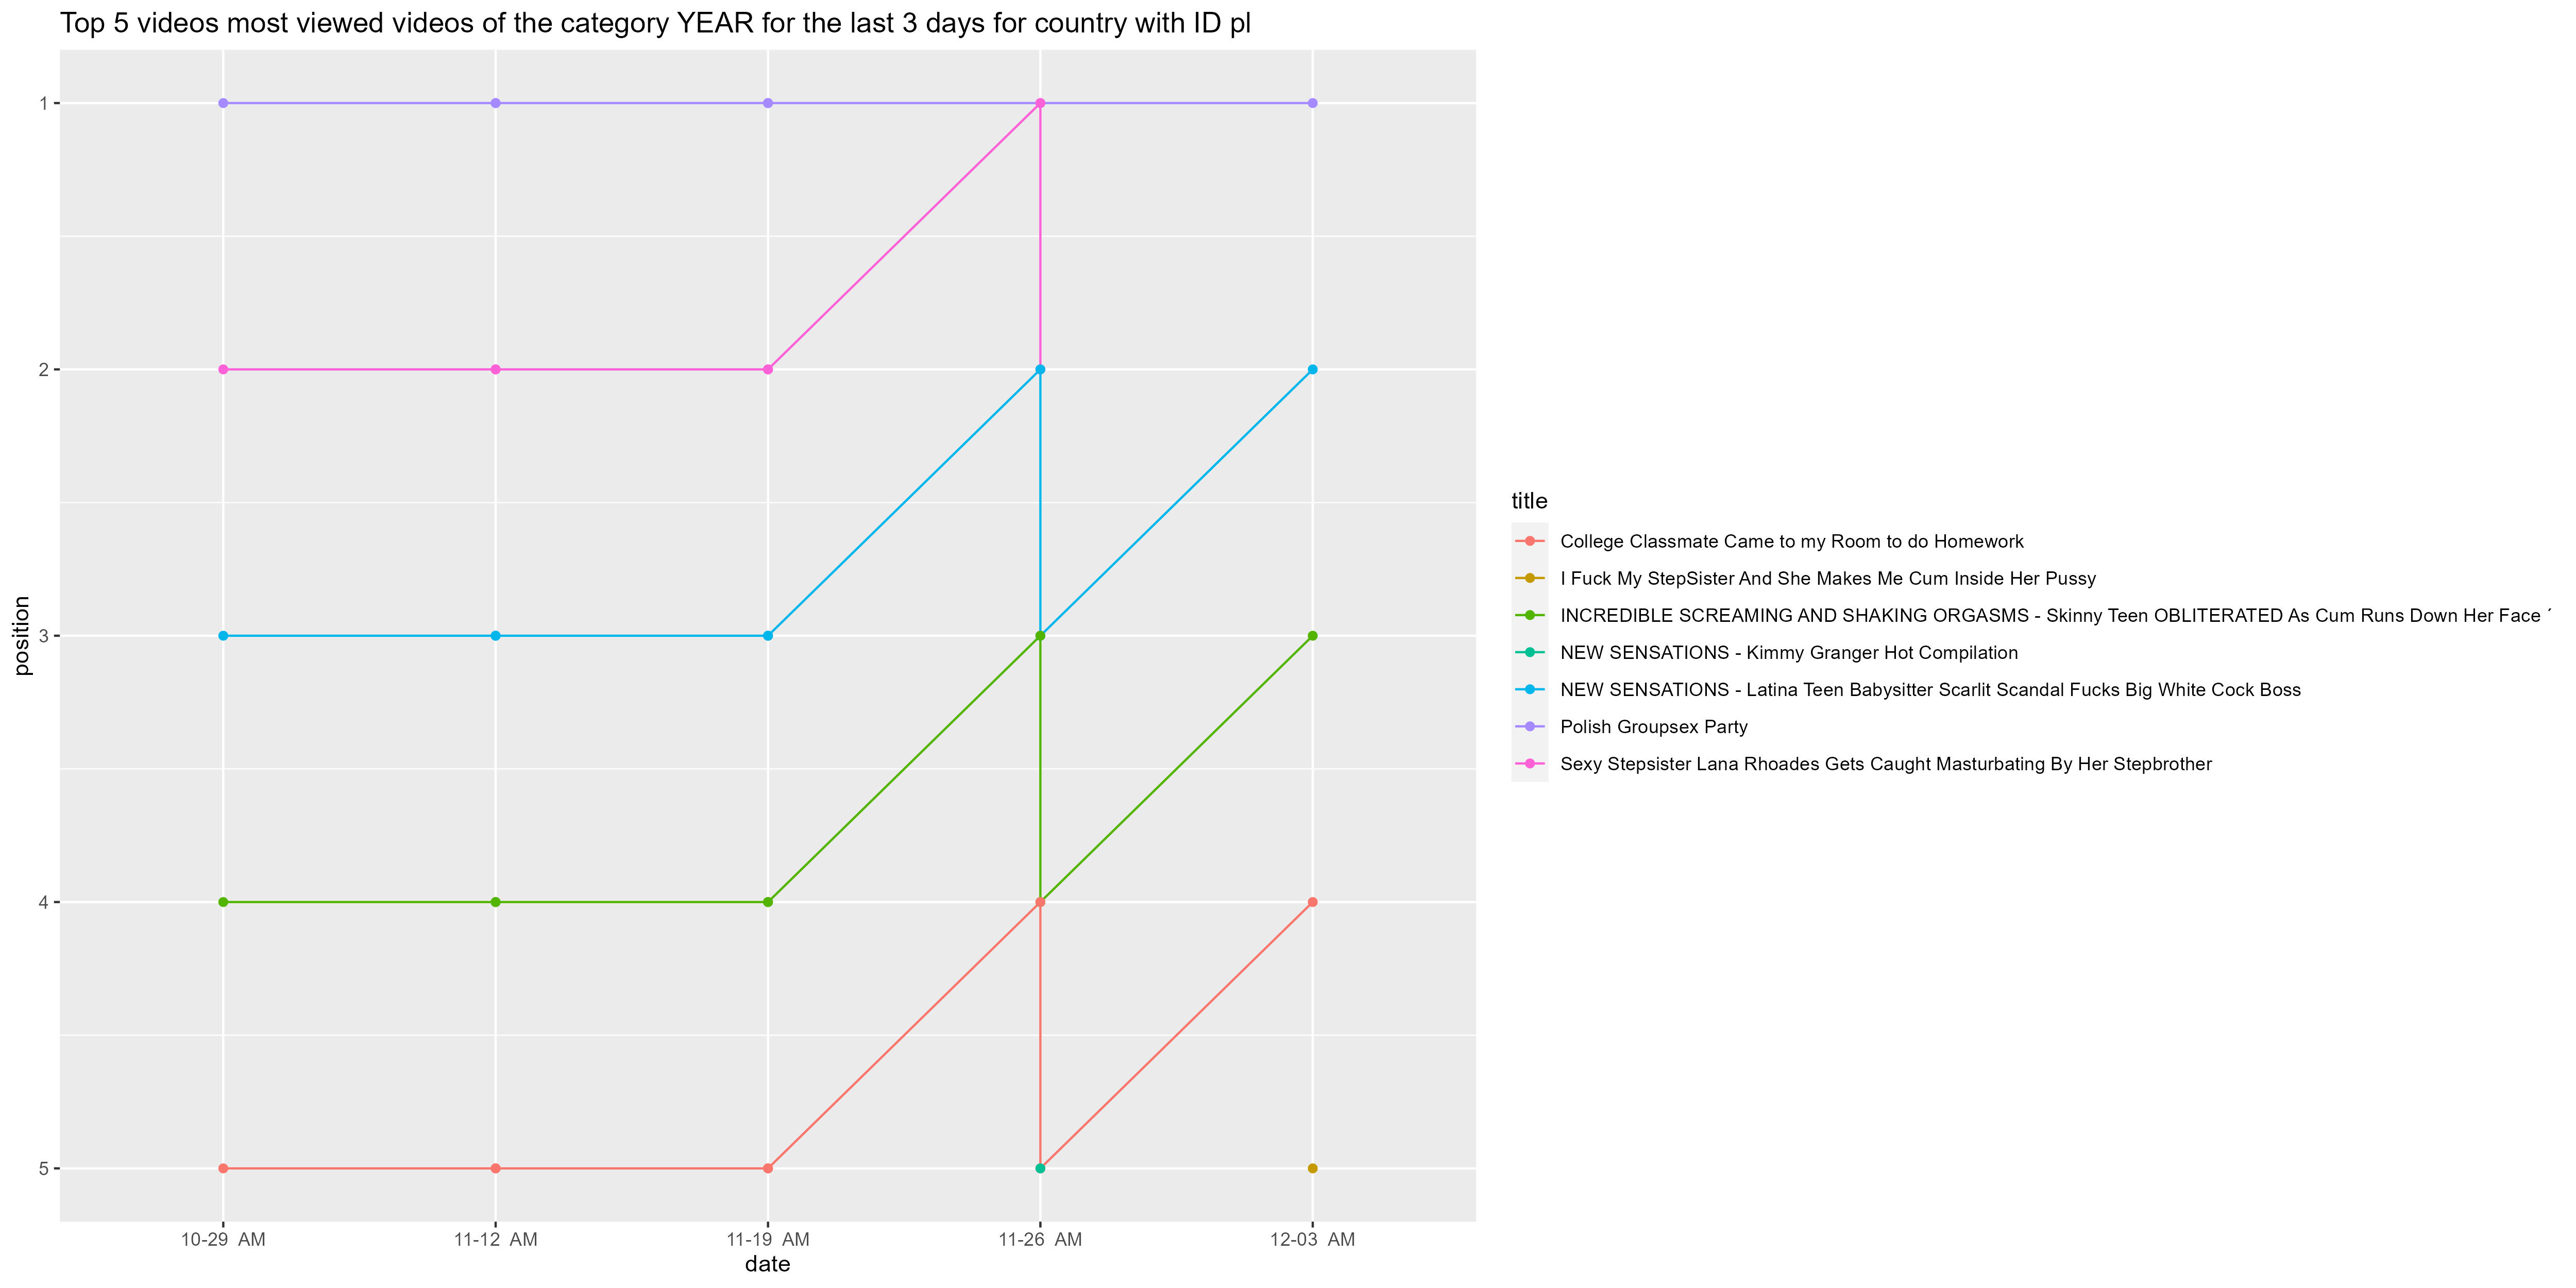 Top 5 videos most viewed videos of the category YEAR for the last 3 days for country with ID pl
position
1
2
3
4
5
10-29 AM
11-12 AM
11-19 AM
11-26 AM
12-03 AM
date
title
College Classmate Came to my Room to do Homework
I Fuck My StepSister And She Makes Me Cum Inside Her Pussy
INCREDIBLE SCREAMING AND SHAKING ORGASMS - Skinny Teen OBLITERATED As Cum Runs Down Her Face
NEW SENSATIONS - Kimmy Granger Hot Compilation
NEW SENSATIONS - Latina Teen Babysitter Scarlit Scandal Fucks Big White Cock Boss
Polish Groupsex Party
Sexy Stepsister Lana Rhoades Gets Caught Masturbating By Her Stepbrother